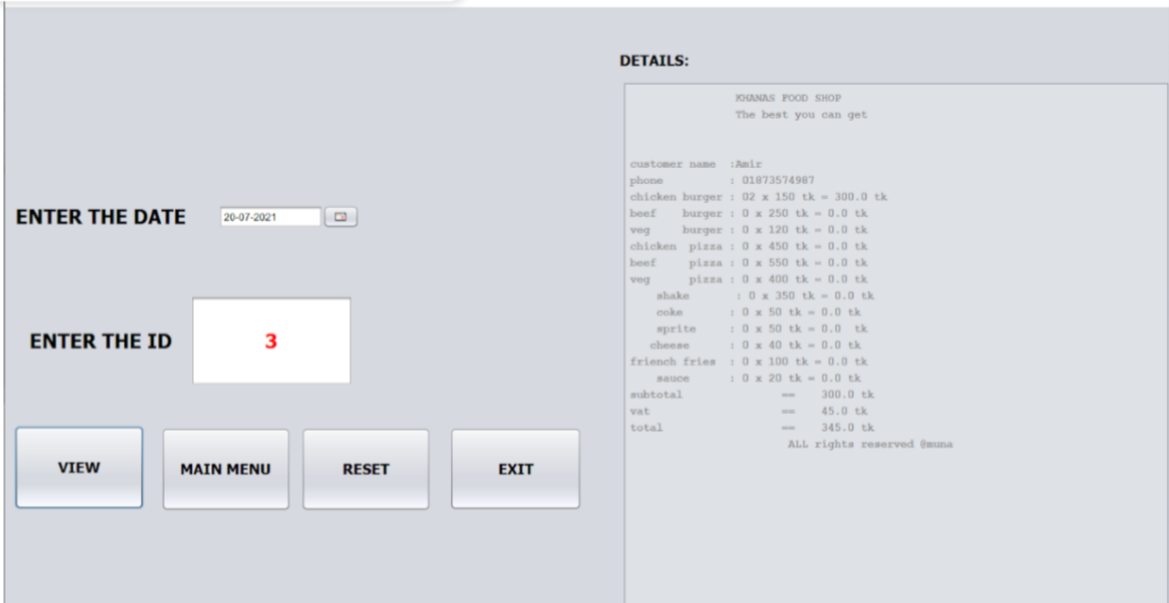 DETAILS:
KHANAS FOOD SHOP
The best you can get
customer name :Amir
phone : 01873574987
chicken burger : 02 x 150 tk = 300.0 tk
beef burger : 0 x 250 tk = 0.0 tk
veg burger : 0 x 120 tk = 0.0 tk
chicken pizza : 0 x 450 tk = 0.0 tk
beef pizza : 0 x 550 tk = 0.0 tk
veg pizza : 0 x 400 tk = 0.0 tk
shake : 0 x 350 tk = 0.0 tk
coke : 0 x 50 tk = 0.0 tk
sprite : 0 x 50 tk = 0.0 tk
cheese : 0 x 40 tk = 0.0 tk
friench fries : 0 x 100 tk = 0.0 tk
sauce : 0 x 20 tk = 0.0 tk
subtotal == 300.0 tk
vat == 45.0 tk
total == 345.0 tk
ALL rights reserved @muna
ENTER THE DATE 20-07-2021
ENTER THE ID 3
VIEW MAIN MENU RESET EXIT